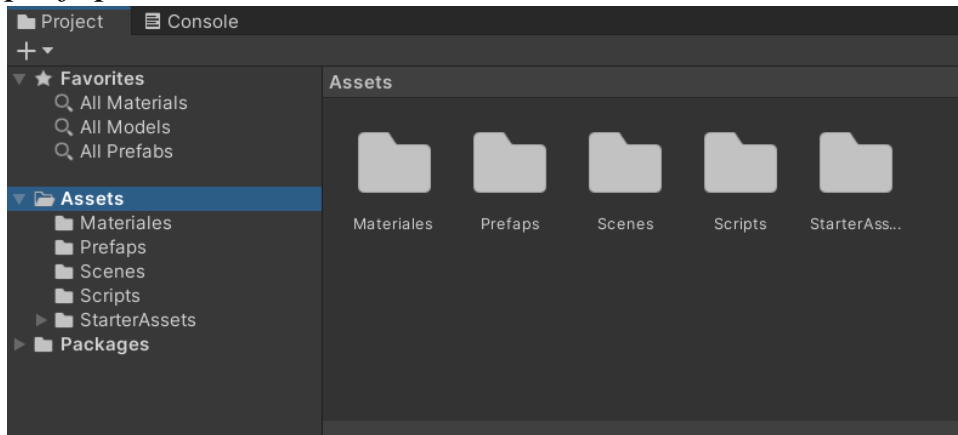 Project
Console
Favorites
All Materials
All Models
All Prefabs
Assets
Materiales
Prefaps
Scenes
Scripts
StarterAssets
Packages
Assets
Materiales Prefaps Scenes Scripts StarterAss...